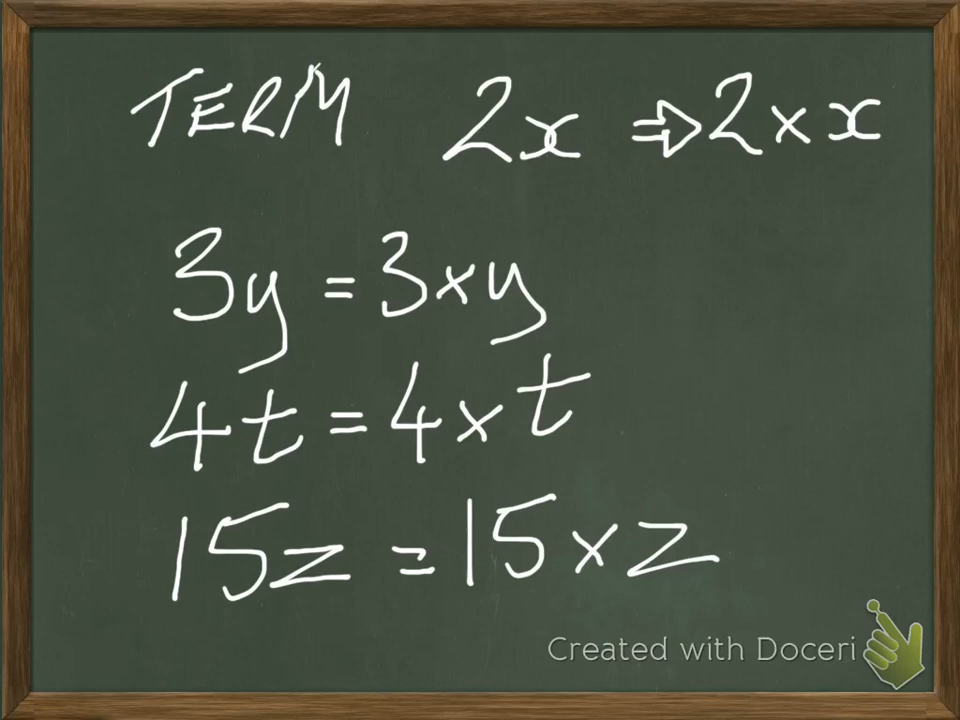 TERM 2x ⇒ 2 × x
3y = 3 × y
4t = 4 × t
15z = 15 × z
Created with Doceri